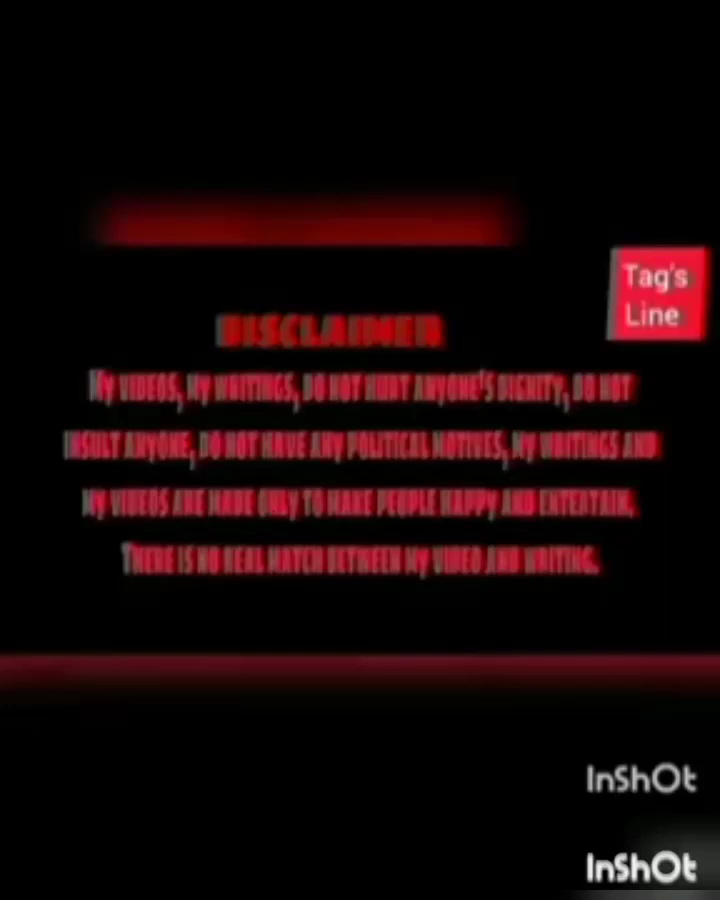 Tag's
Line
DISCLAIMER
My videos, my writings, do not hurt anyone's dignity, do not
insult anyone, do not have any political motives, my writings and
my videos are made only to make people happy and entertain.
There is no real match between my video and writing.
InShOt
InShOt